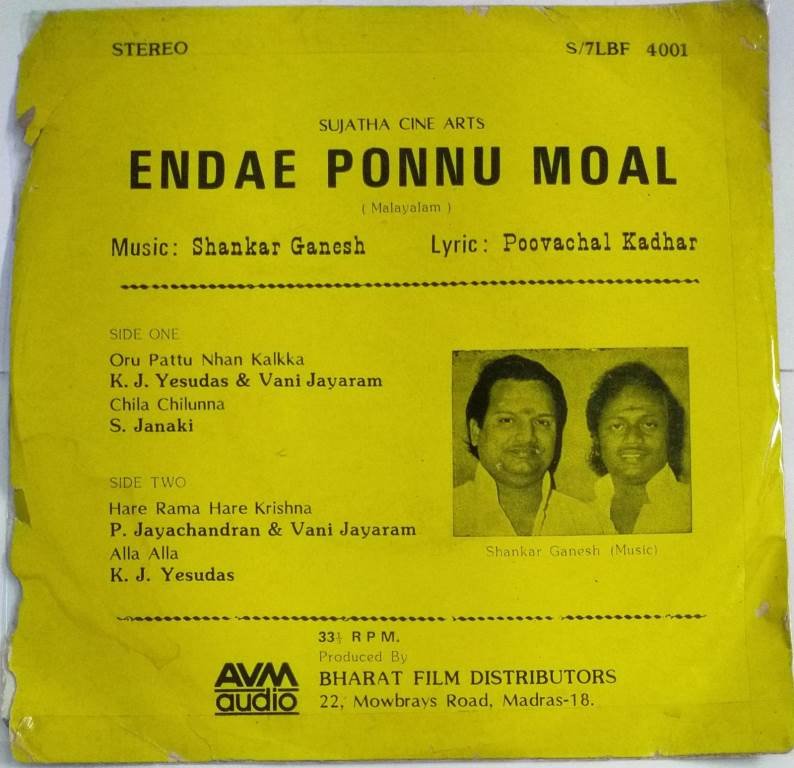 STEREO S/7LBF 4001
SUJATHA CINE ARTS
ENDAE PONNU MOAL
( Malayalam )
Music: Shankar Ganesh Lyric: Poovachal Kadhar
SIDE ONE
Oru Pattu Nhan Kalkka
K. J. Yesudas & Vani Jayaram
Chila Chilunna
S. Janaki
SIDE TWO
Hare Rama Hare Krishna
P. Jayachandran & Vani Jayaram
Alla Alla
K. J. Yesudas
Shankar Ganesh (Music)
33⅓ R P M.
Produced By
AVM audio
BHARAT FILM DISTRIBUTORS
22, Mowbrays Road, Madras-18.